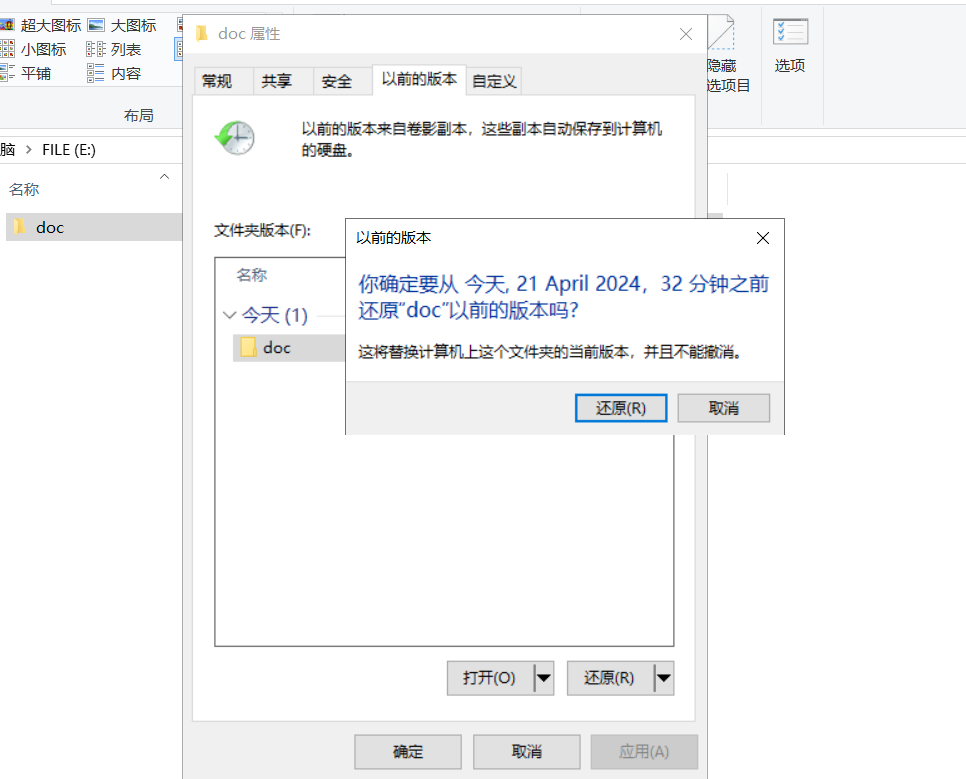 超大图标
大图标
小图标
列表
平铺
内容
布局
隐藏
选项目
选项
脑 > FILE (E:)
名称
doc
doc 属性
常规
共享
安全
以前的版本
自定义
以前的版本来自卷影副本，这些副本自动保存到计算机
的硬盘。
文件夹版本(F):
名称
今天 (1)
doc
以前的版本
你确定要从 今天, 21 April 2024，32 分钟之前
还原“doc”以前的版本吗?
这将替换计算机上这个文件夹的当前版本，并且不能撤消。
还原(R)
取消
打开(O)
还原(R)
确定
取消
应用(A)